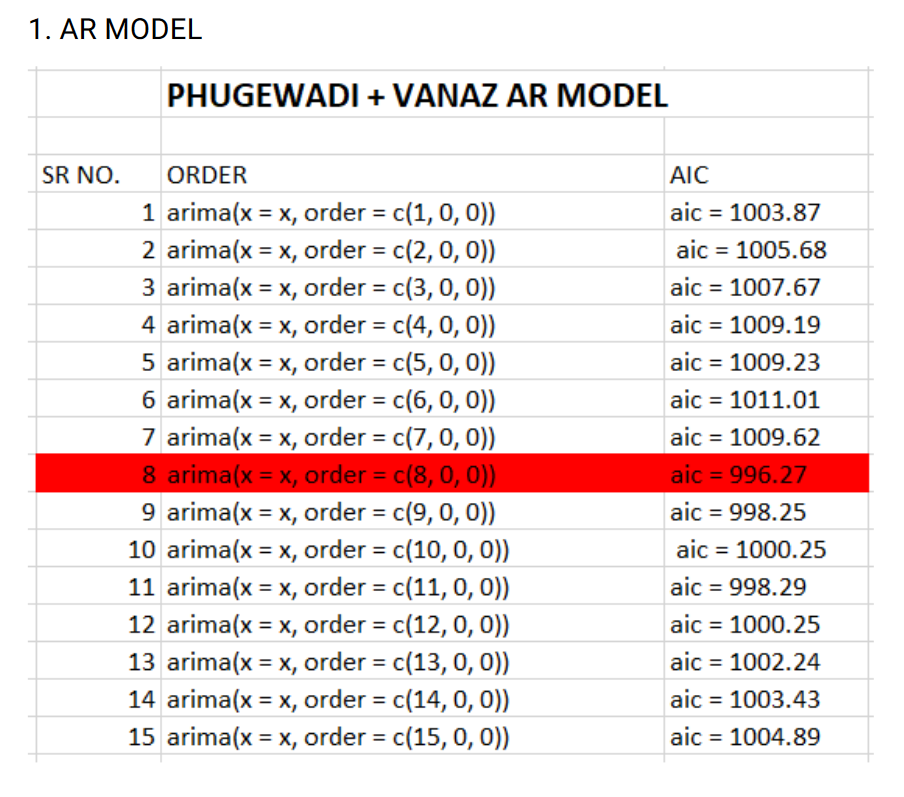 1. AR MODEL
PHUGEWADI + VANAZ AR MODEL
SR NO. ORDER AIC
1 arima(x = x, order = c(1, 0, 0)) aic = 1003.87
2 arima(x = x, order = c(2, 0, 0)) aic = 1005.68
3 arima(x = x, order = c(3, 0, 0)) aic = 1007.67
4 arima(x = x, order = c(4, 0, 0)) aic = 1009.19
5 arima(x = x, order = c(5, 0, 0)) aic = 1009.23
6 arima(x = x, order = c(6, 0, 0)) aic = 1011.01
7 arima(x = x, order = c(7, 0, 0)) aic = 1009.62
8 arima(x = x, order = c(8, 0, 0)) aic = 996.27
9 arima(x = x, order = c(9, 0, 0)) aic = 998.25
10 arima(x = x, order = c(10, 0, 0)) aic = 1000.25
11 arima(x = x, order = c(11, 0, 0)) aic = 998.29
12 arima(x = x, order = c(12, 0, 0)) aic = 1000.25
13 arima(x = x, order = c(13, 0, 0)) aic = 1002.24
14 arima(x = x, order = c(14, 0, 0)) aic = 1003.43
15 arima(x = x, order = c(15, 0, 0)) aic = 1004.89